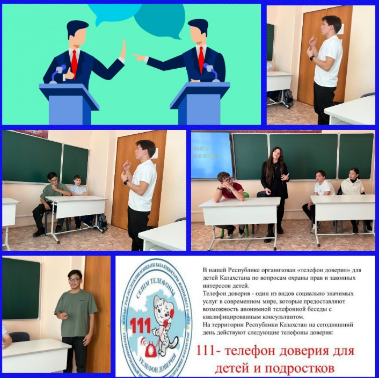 В нашей Республике организован «телефон доверия» для
детей Казахстана по вопросам охраны прав и законных
интересов детей.
Телефон доверия - один из видов социально значимых
услуг в современном мире, которые предоставляют
возможность анонимной телефонной беседы с
квалифицированным консультантом.
На территории Республики Казахстан на сегодняшний
день действуют следующие телефоны доверия:
111
ТЕЛЕФОН ДОВЕРИЯ
111- телефон доверия для
детей и подростков